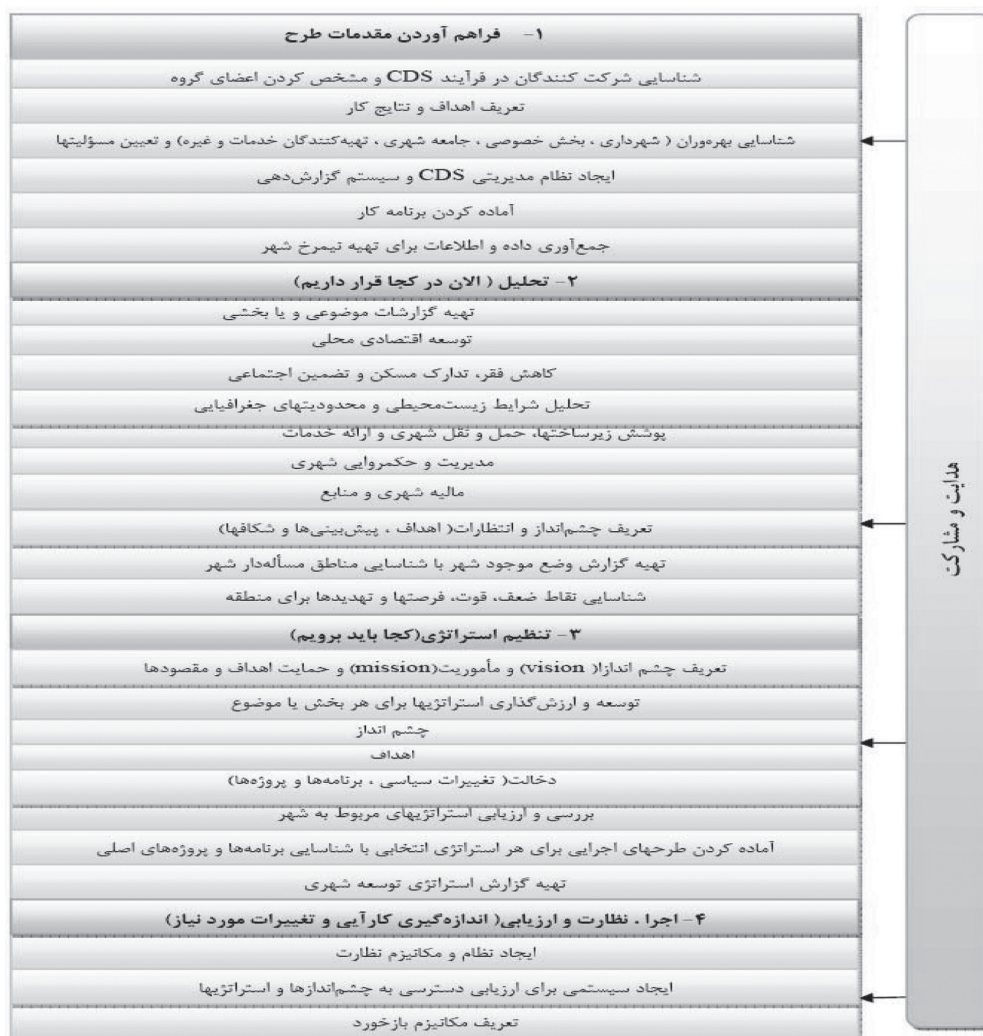 ۱-   فراهم آوردن مقدمات طرح
شناسایی شرکت کنندگان در فرآیند CDS و مشخص کردن اعضای گروه
تعریف اهداف و نتایج کار
شناسایی بهره‌وران ( شهرداری ، بخش خصوصی ، جامعه شهری ، تهیه‌کنندگان خدمات و غیره) و تعیین مسؤلیتها
ایجاد نظام مدیریتی CDS و سیستم گزارش‌دهی
آماده کردن برنامه کار
جمع‌آوری داده و اطلاعات برای تهیه نیمرخ شهر
۲- تحلیل ( الان در کجا قرار داریم)
تهیه گزارشات موضوعی و یا بخشی
توسعه اقتصادی محلی
کاهش فقر، تدارک مسکن و تضمین اجتماعی
تحلیل شرایط زیست‌محیطی و محدودیتهای جغرافیایی
پوشش زیرساختها، حمل و نقل شهری و ارائه خدمات
مدیریت و حکمروایی شهری
مالیه شهری و منابع
تعریف چشم‌انداز و انتظارات( اهداف ، پیش‌بینی‌ها و شکافها)
تهیه گزارش وضع موجود شهر با شناسایی مناطق مسأله‌دار شهر
شناسایی نقاط ضعف، قوت، فرصتها و تهدیدها برای منطقه
۳- تنظیم استراتژی(کجا باید برویم)
تعریف چشم اندازا( vision) و مأموریت(mission) و حمایت اهداف و مقصودها
توسعه و ارزش‌گذاری استراتژیها برای هر بخش یا موضوع
چشم انداز
اهداف
دخالت( تغییرات سیاسی ، برنامه‌ها و پروژه‌ها)
بررسی و ارزیابی استراتژیهای مربوط به شهر
آماده کردن طرحهای اجرایی برای هر استراتژی انتخابی با شناسایی برنامه‌ها و پروژه‌های اصلی
تهیه گزارش استراتژی توسعه شهری
۴- اجرا ، نظارت و ارزیابی( اندازه‌گیری کارآیی و تغییرات مورد نیاز)
ایجاد نظام و مکانیزم نظارت
ایجاد سیستمی برای ارزیابی دسترسی به چشم‌اندازها و استراتژیها
تعریف مکانیزم بازخورد
هدایت و مشارکت